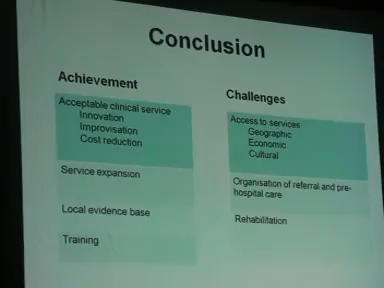 Conclusion
Achievement
Acceptable clinical service
Innovation
Improvisation
Cost reduction
Service expansion
Local evidence base
Training
Challenges
Access to services
Geographic
Economic
Cultural
Organisation of referral and pre-
hospital care
Rehabilitation